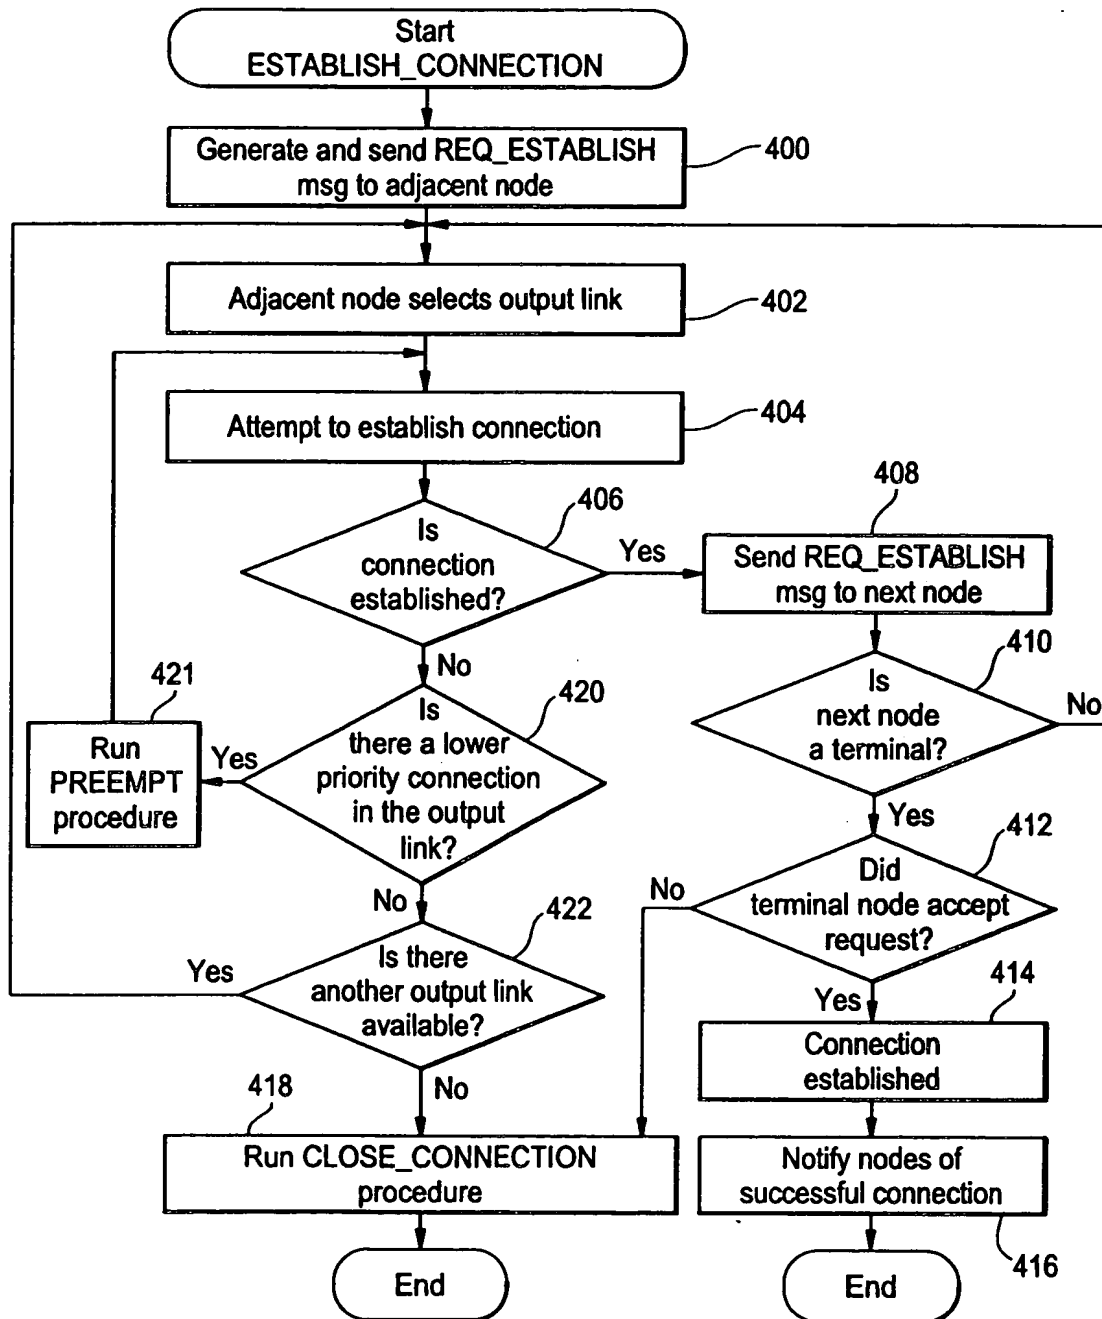 Start
ESTABLISH_CONNECTION
Generate and send REQ_ESTABLISH
msg to adjacent node
400
Adjacent node selects output link
402
Attempt to establish connection
404
Is
connection
established?
406
Yes
No
Send REQ_ESTABLISH
msg to next node
408
Is
next node
a terminal?
410
No
Yes
Is
there a lower
priority connection
in the output
link?
420
Yes
No
Run
PREEMPT
procedure
421
Did
terminal node accept
request?
412
No
Yes
Is there
another output link
available?
422
Yes
No
Connection
established
414
Run CLOSE_CONNECTION
procedure
418
Notify nodes of
successful connection
416
End
End